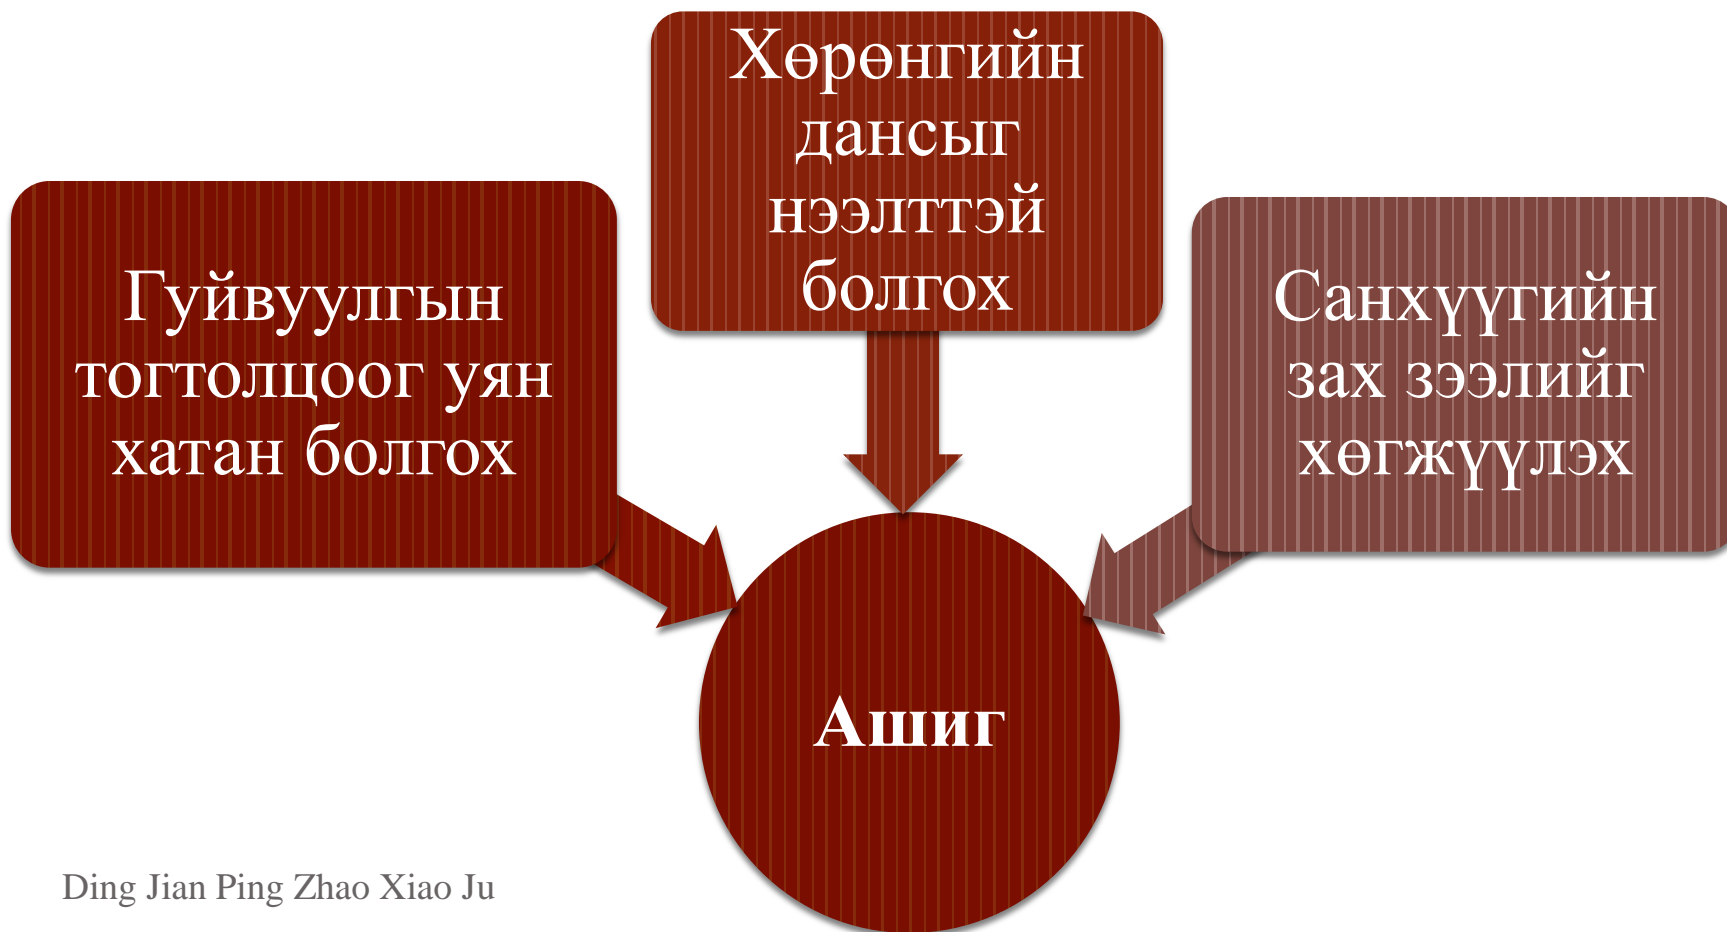 Хөрөнгийн
дансыг
нээлттэй
болгох
Гуйвуулгын
тогтолцоог уян
хатан болгох
Санхүүгийн
зах зээлийг
хөгжүүлэх
Ашиг
Ding Jian Ping Zhao Xiao Ju